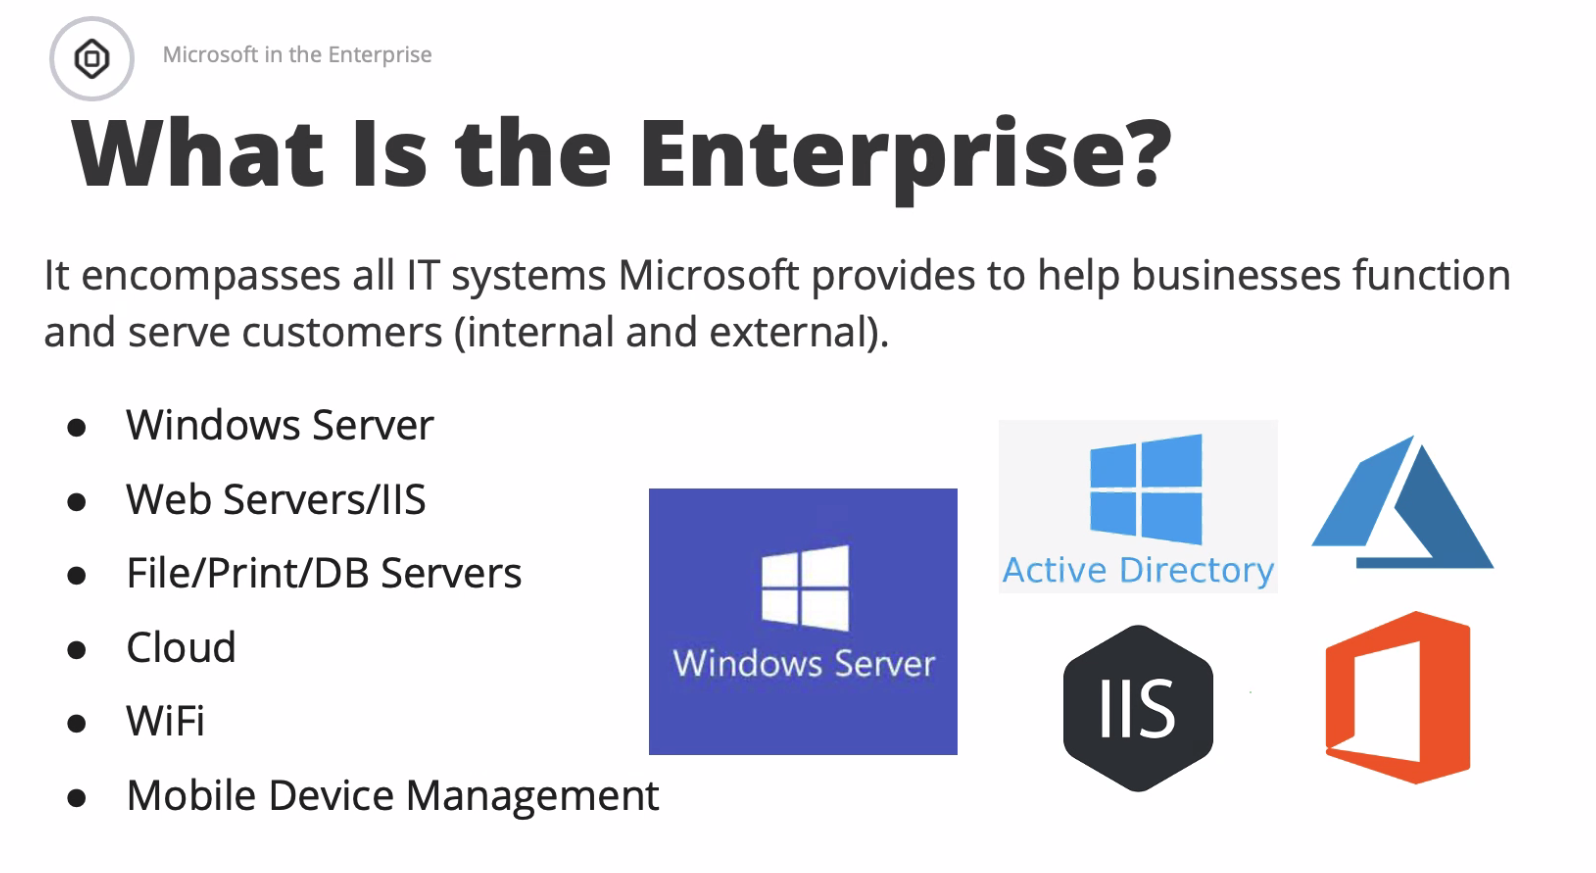 Microsoft in the Enterprise
What Is the Enterprise?
It encompasses all IT systems Microsoft provides to help businesses function
and serve customers (internal and external).
● Windows Server
● Web Servers/IIS
● File/Print/DB Servers
● Cloud
● WiFi
● Mobile Device Management
Windows Server
Active Directory
IIS